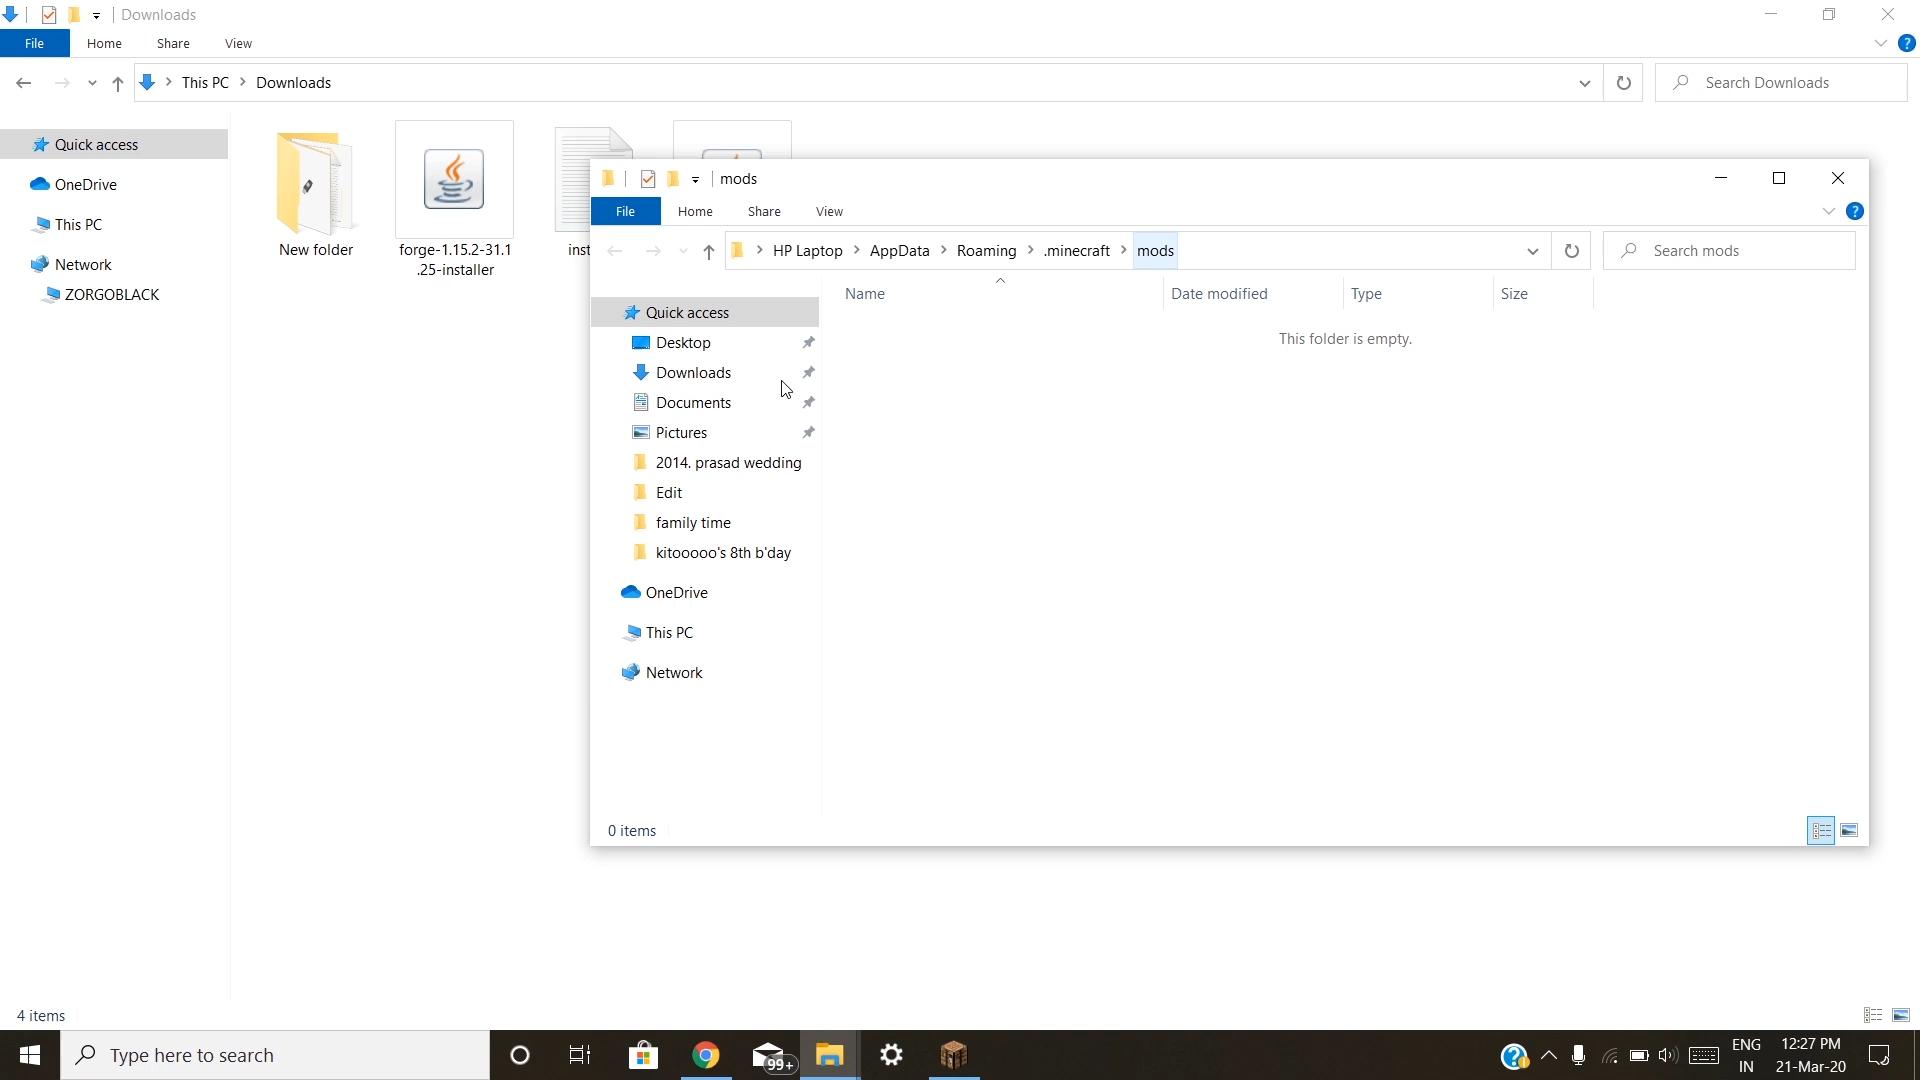 Downloads
File Home Share View
This PC > Downloads
Search Downloads
Quick access
OneDrive
This PC
Network
ZORGOBLACK
New folder
forge-1.15.2-31.1
.25-installer
inst
mods
File Home Share View
HP Laptop > AppData > Roaming > .minecraft > mods
Search mods
Name Date modified Type Size
This folder is empty.
Quick access
Desktop
Downloads
Documents
Pictures
2014. prasad wedding
Edit
family time
kitooooo's 8th b'day
OneDrive
This PC
Network
0 items
4 items
Type here to search
99+
ENG
IN
12:27 PM
21-Mar-20